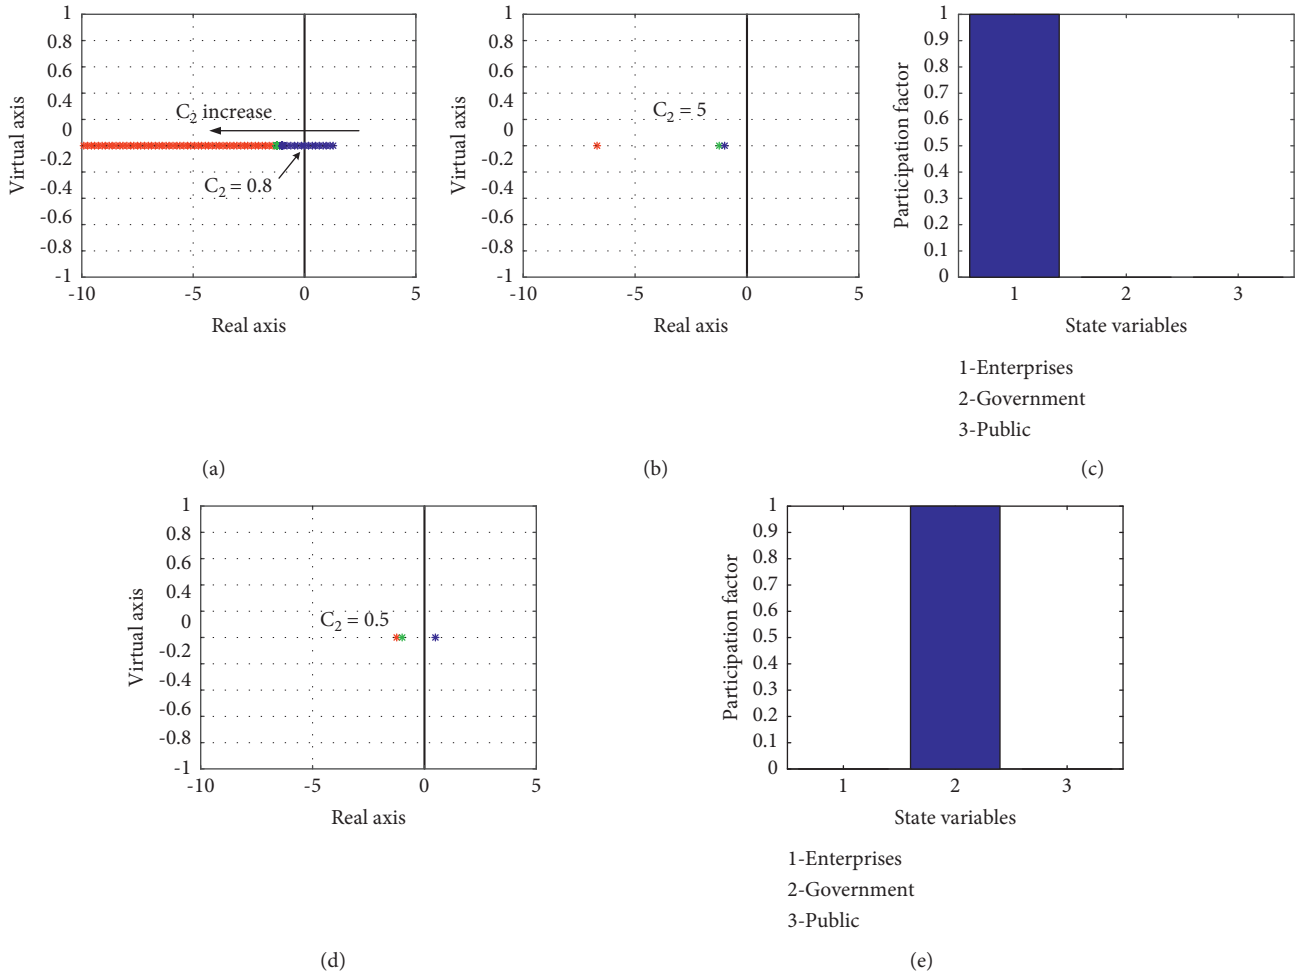 1
0.8
0.6
0.4
0
-0.2
-0.4
-0.6
-0.8
-1
Virtual axis
C2 increase
C2 = 0.8
-10
-5
0
5
Real axis
(a)
1
0.8
0.6
0.4
0
-0.2
-0.4
-0.6
-0.8
-1
Virtual axis
C2 = 5
-10
-5
0
5
Real axis
(b)
1
0.9
0.8
0.7
0.6
0.5
0.4
0.3
0.2
0.1
0
Participation factor
1
2
3
State variables
1-Enterprises
2-Government
3-Public
(c)
1
0.8
0.6
0.4
0
-0.2
-0.4
-0.6
-0.8
-1
Virtual axis
C2 = 0.5
-10
-5
0
5
Real axis
(d)
1
0.9
0.8
0.7
0.6
0.5
0.4
0.3
0.2
0.1
0
Participation factor
1
2
3
State variables
1-Enterprises
2-Government
3-Public
(e)